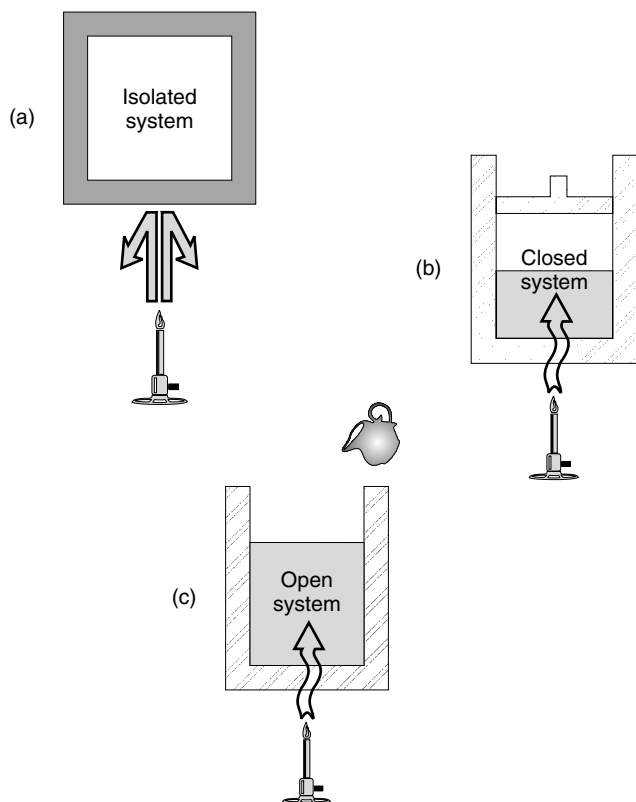 (a)
Isolated
system
(b)
Closed
system
(c)
Open
system